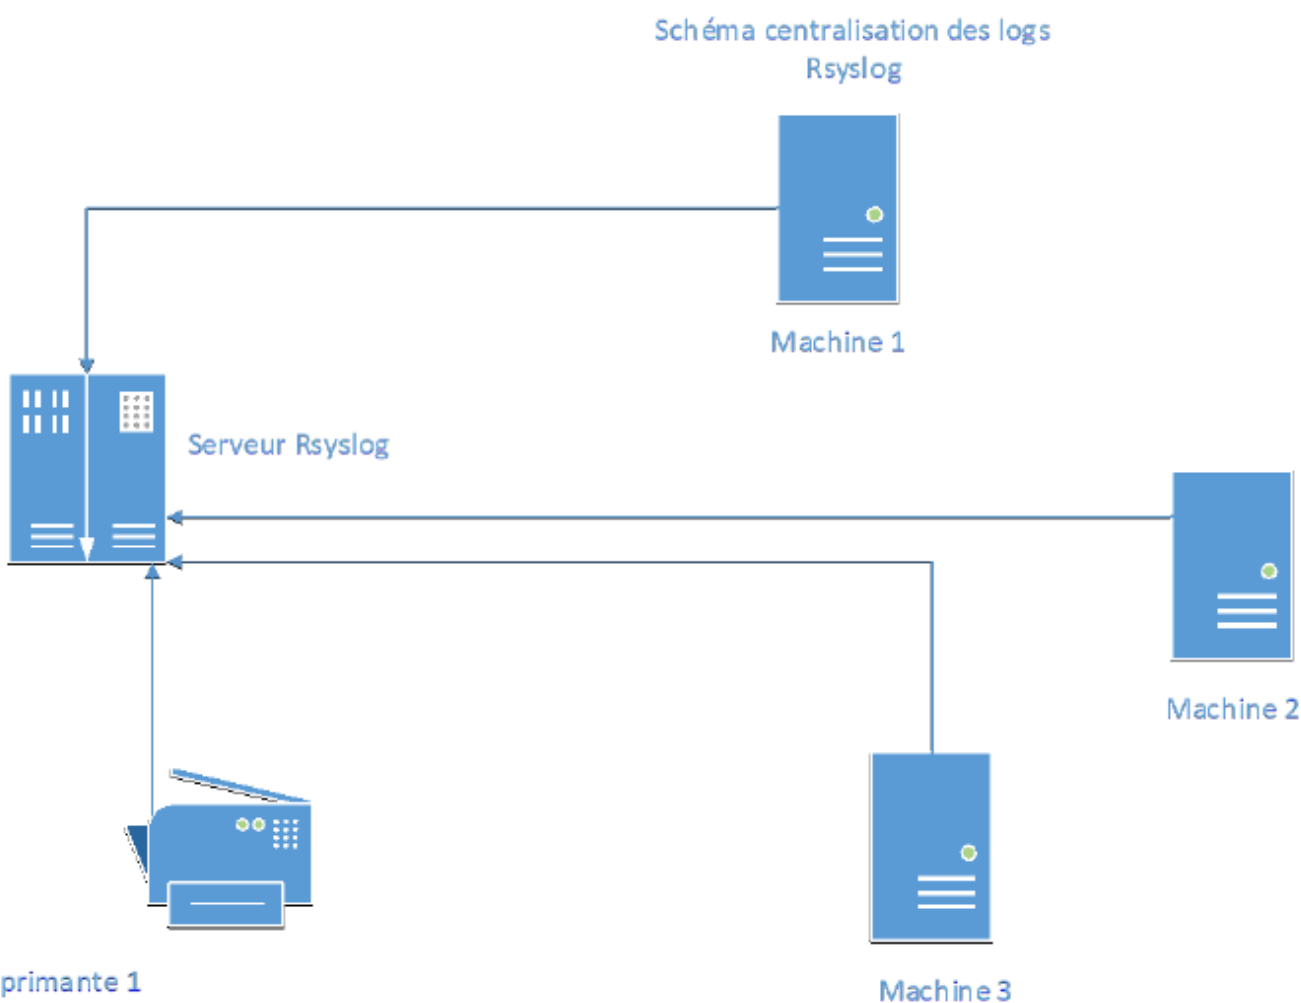 Schéma centralisation des logs
Rsyslog
Machine 1
Serveur Rsyslog
Machine 2
primante 1
Machine 3